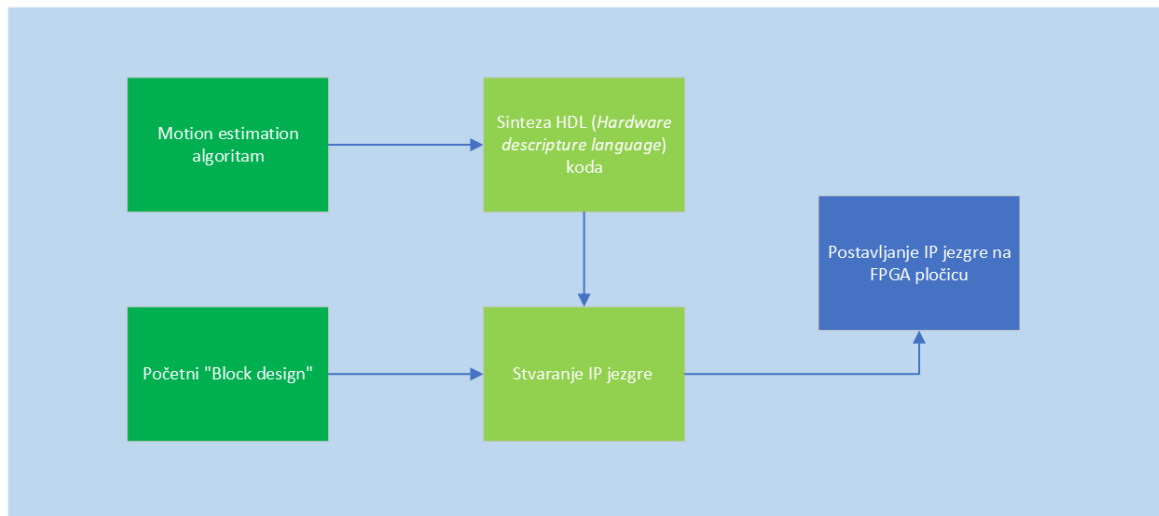 Motion estimation
algoritam
Sinteza HDL (Hardware
descripture language)
koda
Postavljanje IP jezgre na
FPGA pločicu
Početni "Block design"
Stvaranje IP jezgre